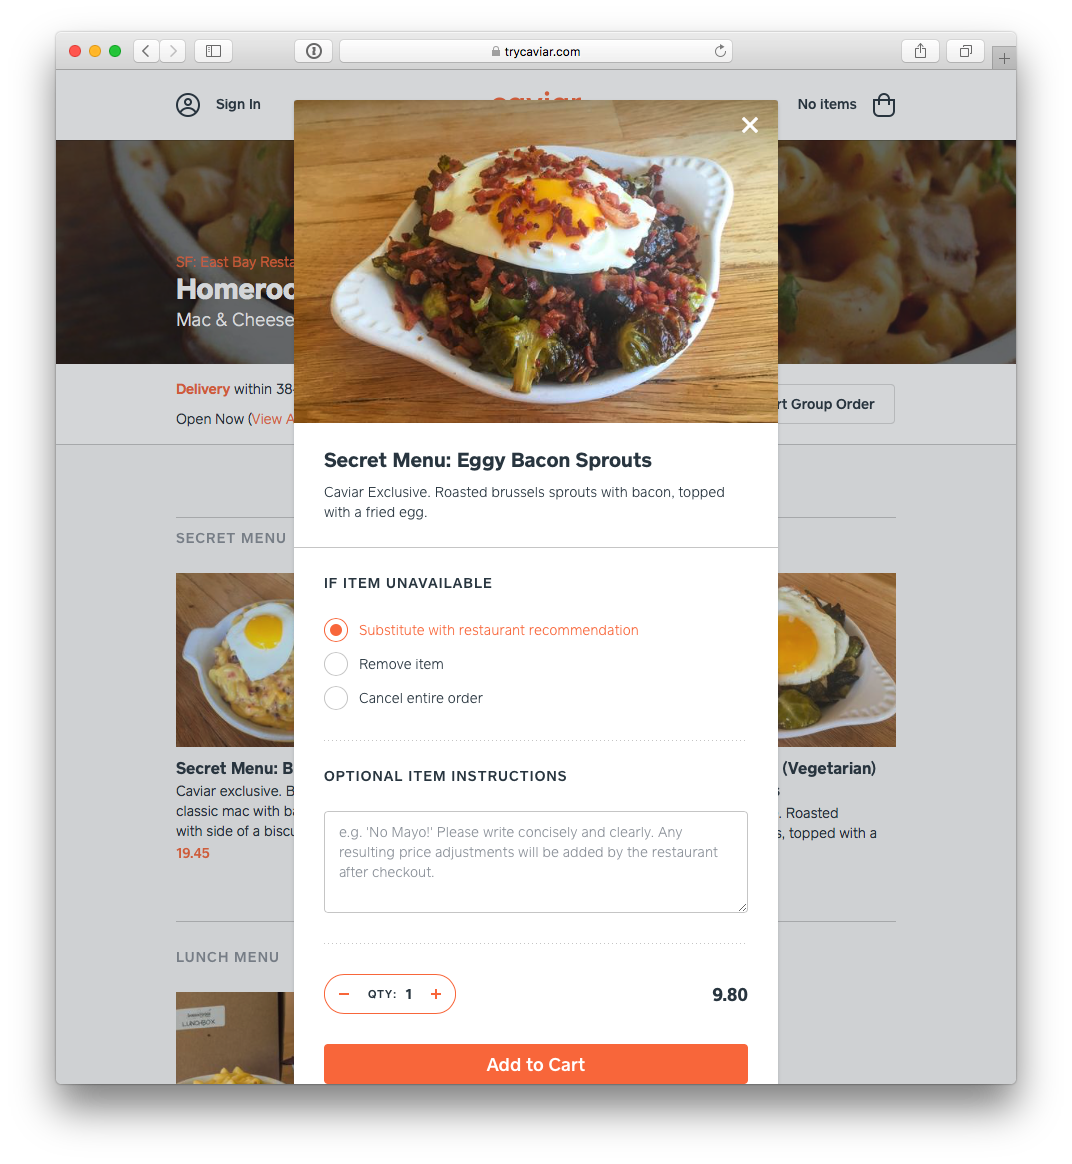 trycaviar.com
Sign In
caviar
No items
SF: East Bay Resta
Homeroo
Mac & Cheese
Delivery within 38
Open Now (View A
rt Group Order
Secret Menu: Eggy Bacon Sprouts
Caviar Exclusive. Roasted brussels sprouts with bacon, topped
with a fried egg.
SECRET MENU
IF ITEM UNAVAILABLE
Substitute with restaurant recommendation
Remove item
Cancel entire order
OPTIONAL ITEM INSTRUCTIONS
e.g. 'No Mayo!' Please write concisely and clearly. Any
resulting price adjustments will be added by the restaurant
after checkout.
QTY: 1
9.80
Add to Cart
Secret Menu: B
Caviar exclusive. B
classic mac with ba
with side of a biscu
19.45
(Vegetarian)
s
. Roasted
s, topped with a
LUNCH MENU
LUNCHBOX